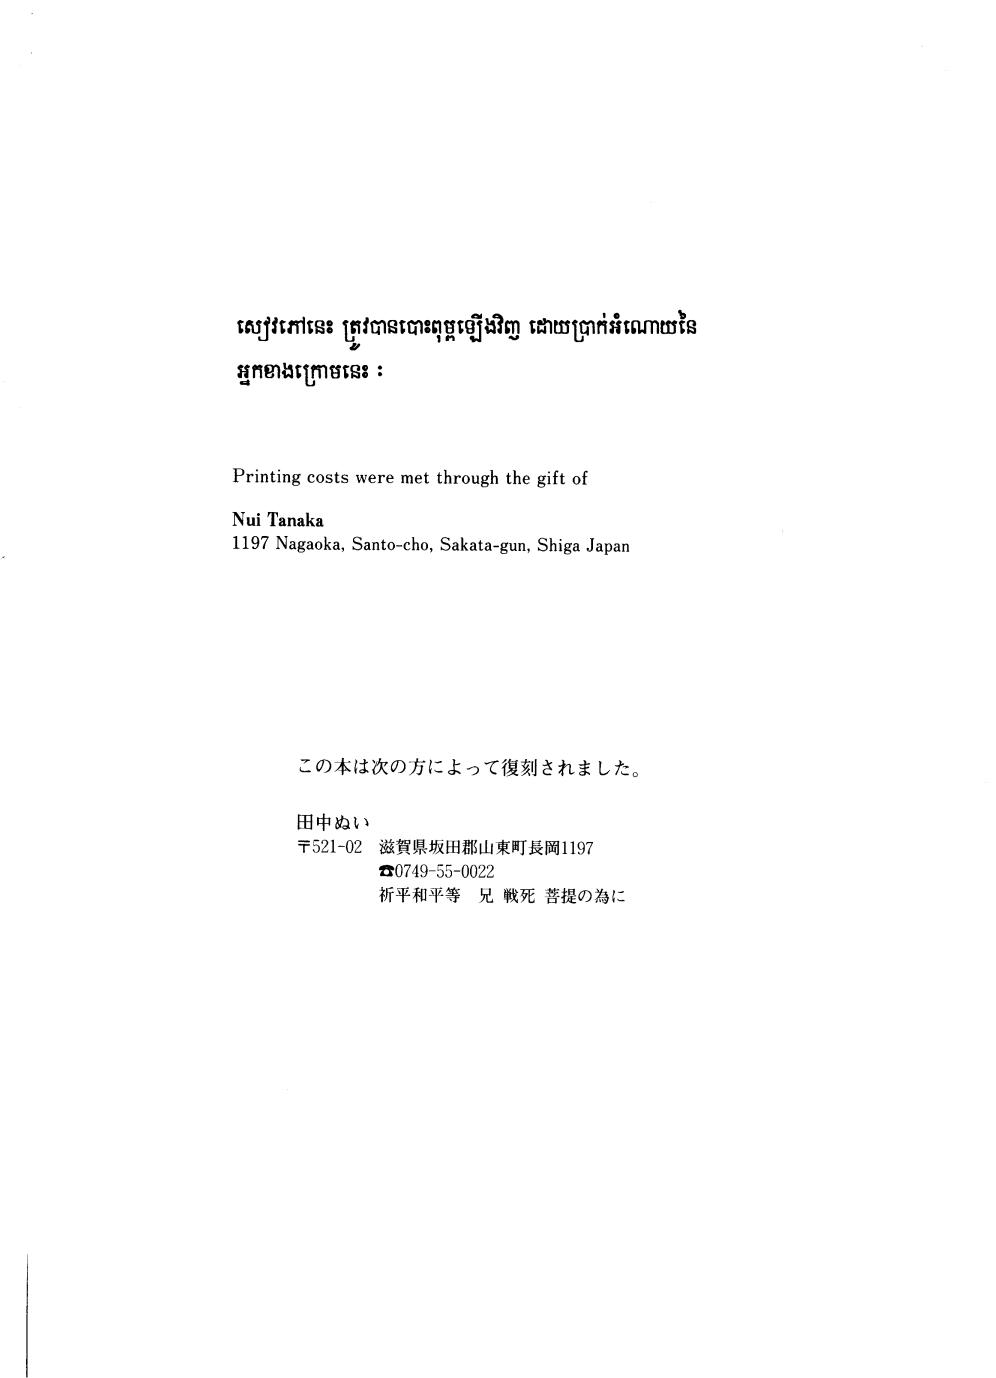 សៀវភៅនេះ ត្រូវបានបោះពុម្ពឡើងវិញ ដោយប្រាក់អំណោយនៃ
អ្នកខាងក្រោមនេះ :
Printing costs were met through the gift of
Nui Tanaka
1197 Nagaoka, Santo-cho, Sakata-gun, Shiga Japan
この本は次の方によって復刻されました。
田中ぬい
〒521-02 滋賀県坂田郡山東町長岡1197
☎0749-55-0022
祈平和平等 兄 戦死 菩提の為に